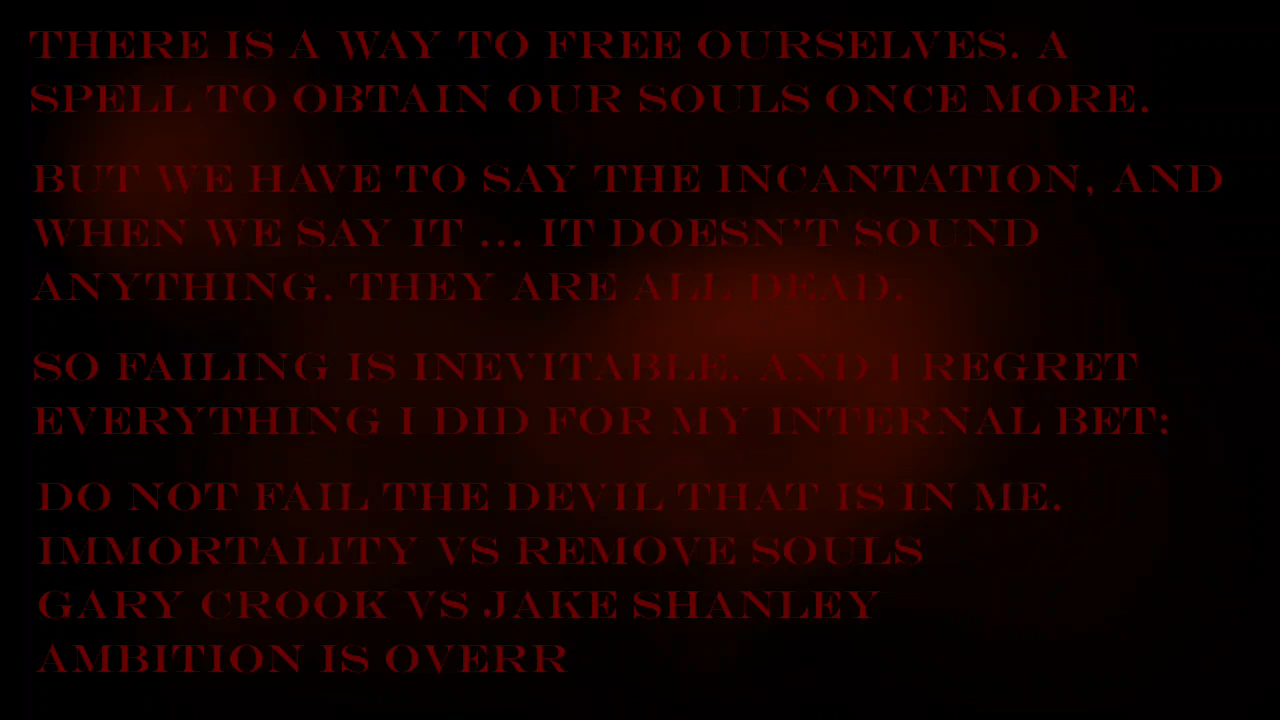 THERE IS A WAY TO FREE OURSELVES. A
SPELL TO OBTAIN OUR SOULS ONCE MORE.
BUT WE HAVE TO SAY THE INCANTATION, AND
WHEN WE SAY IT ... IT DOESN'T SOUND
ANYTHING. THEY ARE ALL DEAD.
SO FAILING IS INEVITABLE. AND I REGRET
EVERYTHING I DID FOR MY INTERNAL BET:
DO NOT FAIL THE DEVIL THAT IS IN ME.
IMMORTALITY VS REMOVE SOULS
GARY CROOK VS JAKE SHANLEY
AMBITION IS OVERR